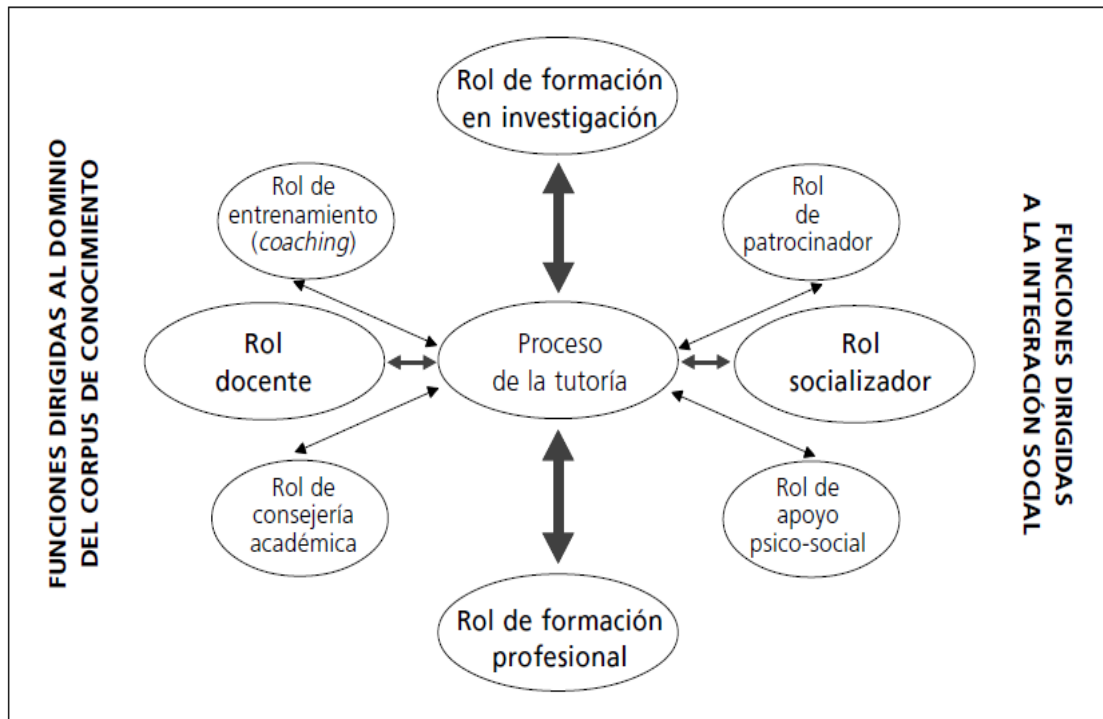 Rol de formación
en investigación
FUNCIONES DIRIGIDAS AL DOMINIO
DEL CORPUS DE CONOCIMIENTO
Rol de
entrenamiento
(coaching)
Rol
de
patrocinador
FUNCIONES DIRIGIDAS
A LA INTEGRACIÓN SOCIAL
Rol
docente
Proceso
de la tutoría
Rol
socializador
Rol de
consejería
académica
Rol de
apoyo
psico-social
Rol de formación
profesional